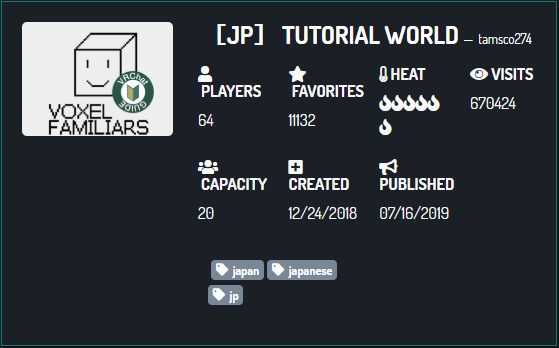 [JP] TUTORIAL WORLD — tamsco274
VRChat
GUIDE
VOXEL
FAMILIARS
PLAYERS
64
FAVORITES
11132
HEAT
VISITS
670424
CAPACITY
20
CREATED
12/24/2018
PUBLISHED
07/16/2019
japan
japanese
jp